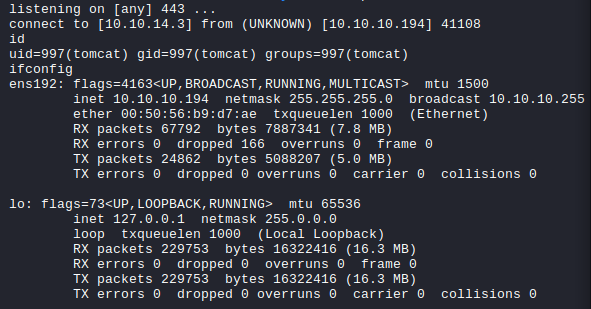 listening on [any] 443 ...
connect to [10.10.14.3] from (UNKNOWN) [10.10.10.194] 41108
id
uid=997(tomcat) gid=997(tomcat) groups=997(tomcat)
ifconfig
ens192: flags=4163<UP,BROADCAST,RUNNING,MULTICAST>  mtu 1500
        inet 10.10.10.194  netmask 255.255.255.0  broadcast 10.10.10.255
        ether 00:50:56:b9:d7:ae  txqueuelen 1000  (Ethernet)
        RX packets 67792  bytes 7887341 (7.8 MB)
        RX errors 0  dropped 166  overruns 0  frame 0
        TX packets 24862  bytes 5088207 (5.0 MB)
        TX errors 0  dropped 0 overruns 0  carrier 0  collisions 0

lo: flags=73<UP,LOOPBACK,RUNNING>  mtu 65536
        inet 127.0.0.1  netmask 255.0.0.0
        loop  txqueuelen 1000  (Local Loopback)
        RX packets 229753  bytes 16322416 (16.3 MB)
        RX errors 0  dropped 0  overruns 0  frame 0
        TX packets 229753  bytes 16322416 (16.3 MB)
        TX errors 0  dropped 0 overruns 0  carrier 0  collisions 0